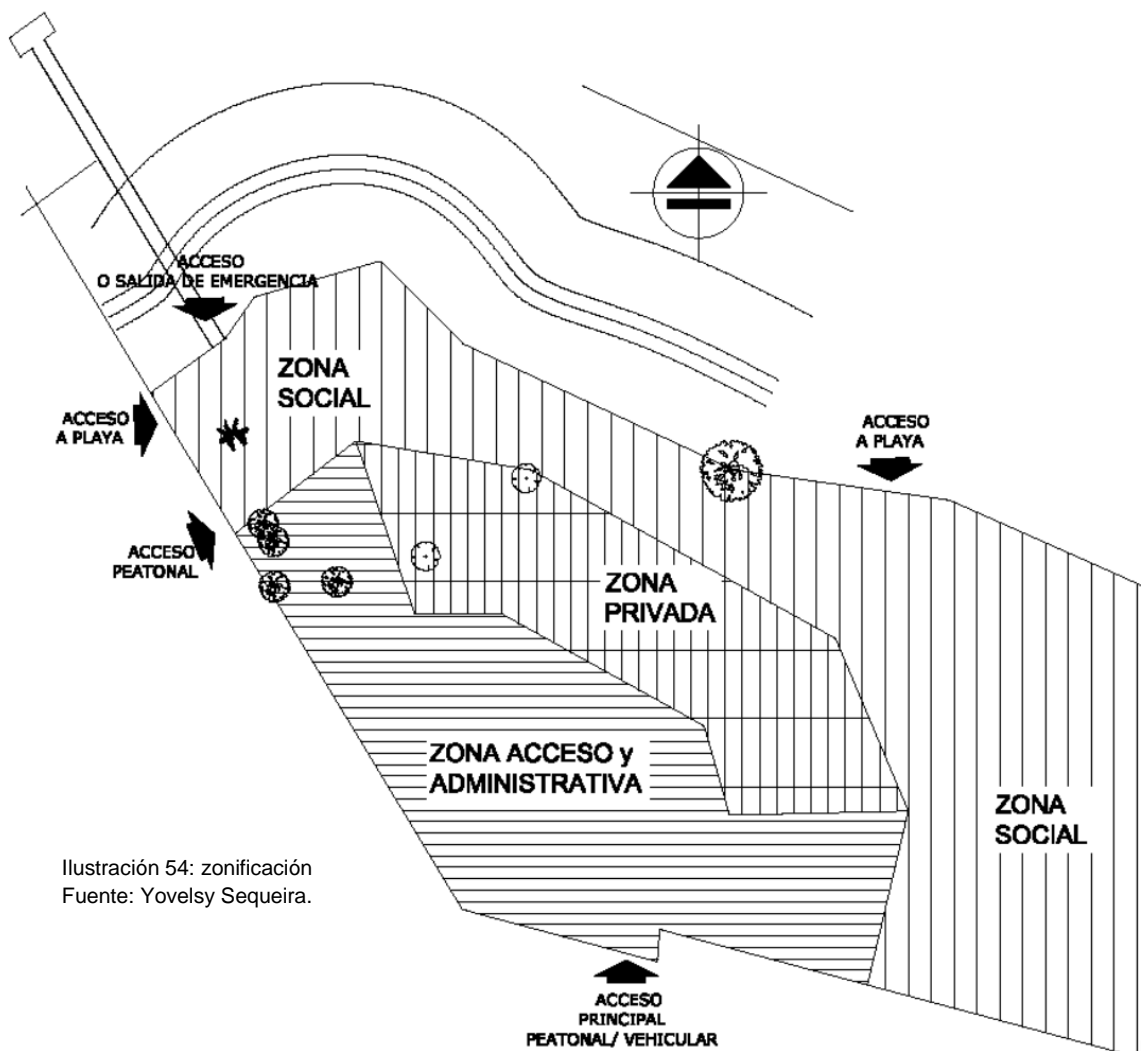 ACCESO
O SALIDA DE EMERGENCIA
ZONA
SOCIAL
ACCESO
A PLAYA
ACCESO
A PLAYA
ACCESO
PEATONAL
ZONA
PRIVADA
ZONA ACCESO y
ADMINISTRATIVA
ZONA
SOCIAL
Ilustración 54: zonificación
Fuente: Yovelsy Sequeira.
ACCESO
PRINCIPAL
PEATONAL/ VEHICULAR